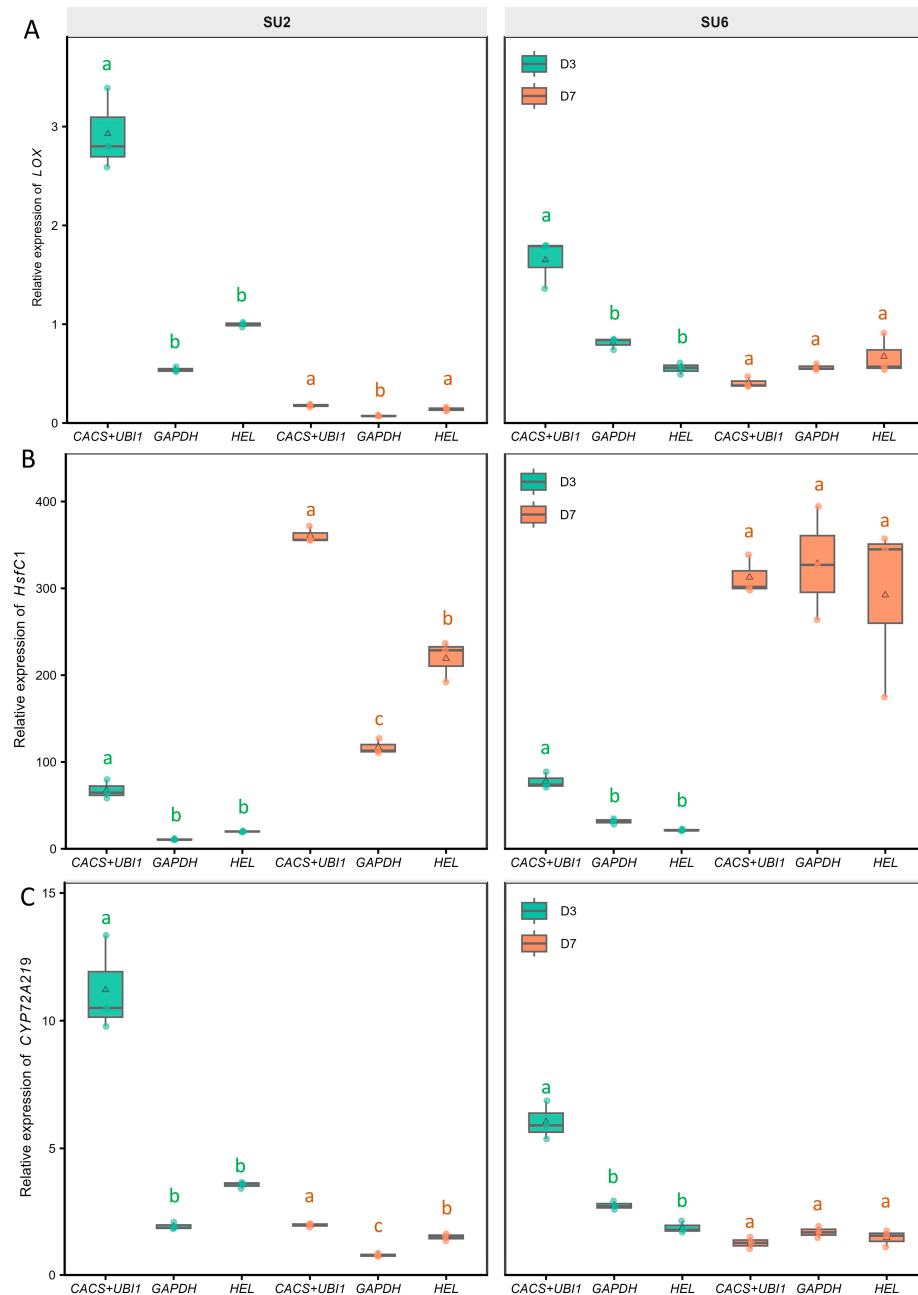 A
SU2
SU6
Relative expression of LOX
3
2
1
0
a
b
b
a
b
a
D3
D7
a
b
b
a
a
a
CACS+UBI1 GAPDH HEL CACS+UBI1 GAPDH HEL
CACS+UBI1 GAPDH HEL CACS+UBI1 GAPDH HEL
B
Relative expression of HsfC1
400
300
200
100
0
a
b
b
a
c
b
D3
D7
a
b
b
a
a
a
CACS+UBI1 GAPDH HEL CACS+UBI1 GAPDH HEL
CACS+UBI1 GAPDH HEL CACS+UBI1 GAPDH HEL
C
Relative expression of CYP72A219
15
10
5
0
a
b
b
a
c
b
D3
D7
a
b
b
a
a
a
CACS+UBI1 GAPDH HEL CACS+UBI1 GAPDH HEL
CACS+UBI1 GAPDH HEL CACS+UBI1 GAPDH HEL